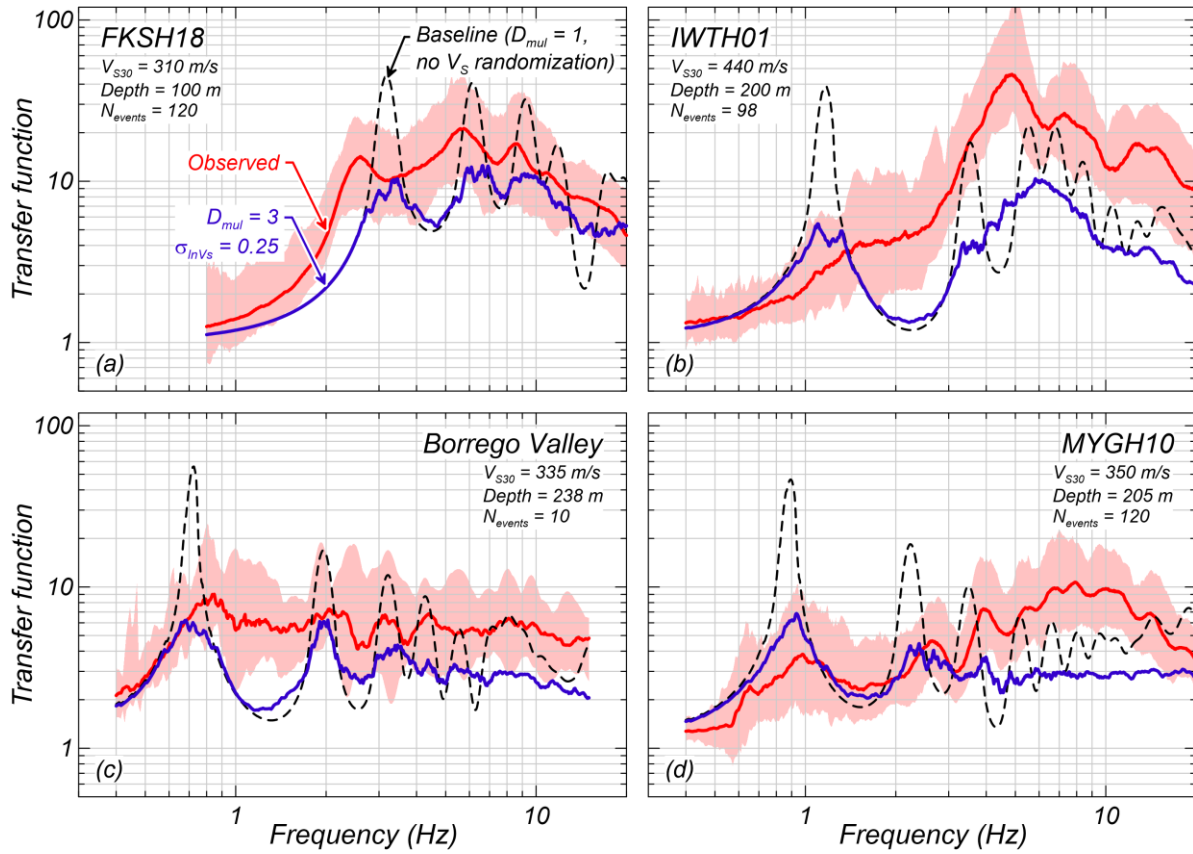 100
FKSH18
V_S30 = 310 m/s
Depth = 100 m
N_events = 120
Baseline (D_mul = 1,
no V_S randomization)
Observed
D_mul = 3
σ_lnVs = 0.25
10
1
Transfer function
(a)
IWTH01
V_S30 = 440 m/s
Depth = 200 m
N_events = 98
(b)
100
10
1
Transfer function
Borrego Valley
V_S30 = 335 m/s
Depth = 238 m
N_events = 10
(c)
MYGH10
V_S30 = 350 m/s
Depth = 205 m
N_events = 120
(d)
1
10
1
10
Frequency (Hz)
Frequency (Hz)